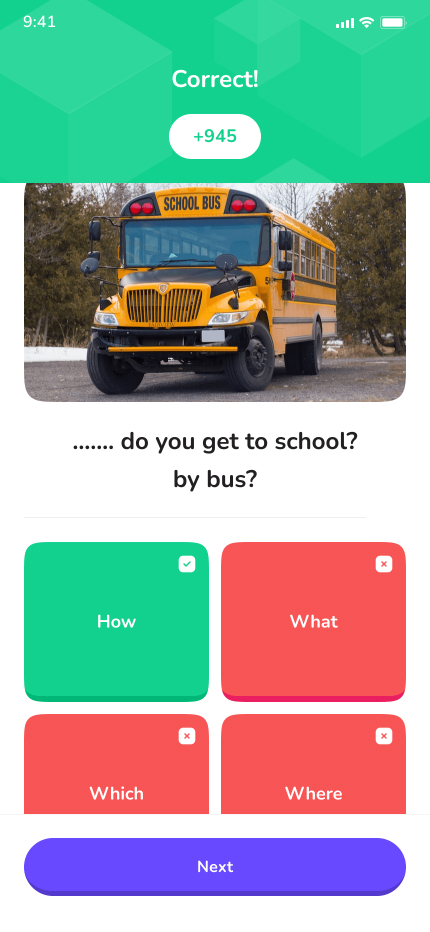 9:41
Correct!
+945
SCHOOL BUS
....... do you get to school?
by bus?
How
What
Which
Where
Next